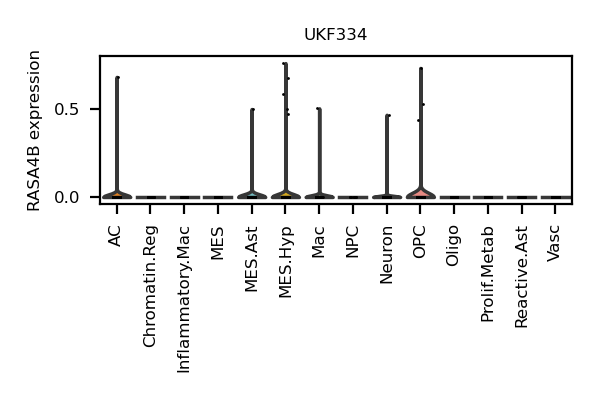 UKF334
RASA4B expression
0.5
0.0
AC
Chromatin.Reg
Inflammatory.Mac
MES
MES.Ast
MES.Hyp
Mac
NPC
Neuron
OPC
Oligo
Prolif.Metab
Reactive.Ast
Vasc